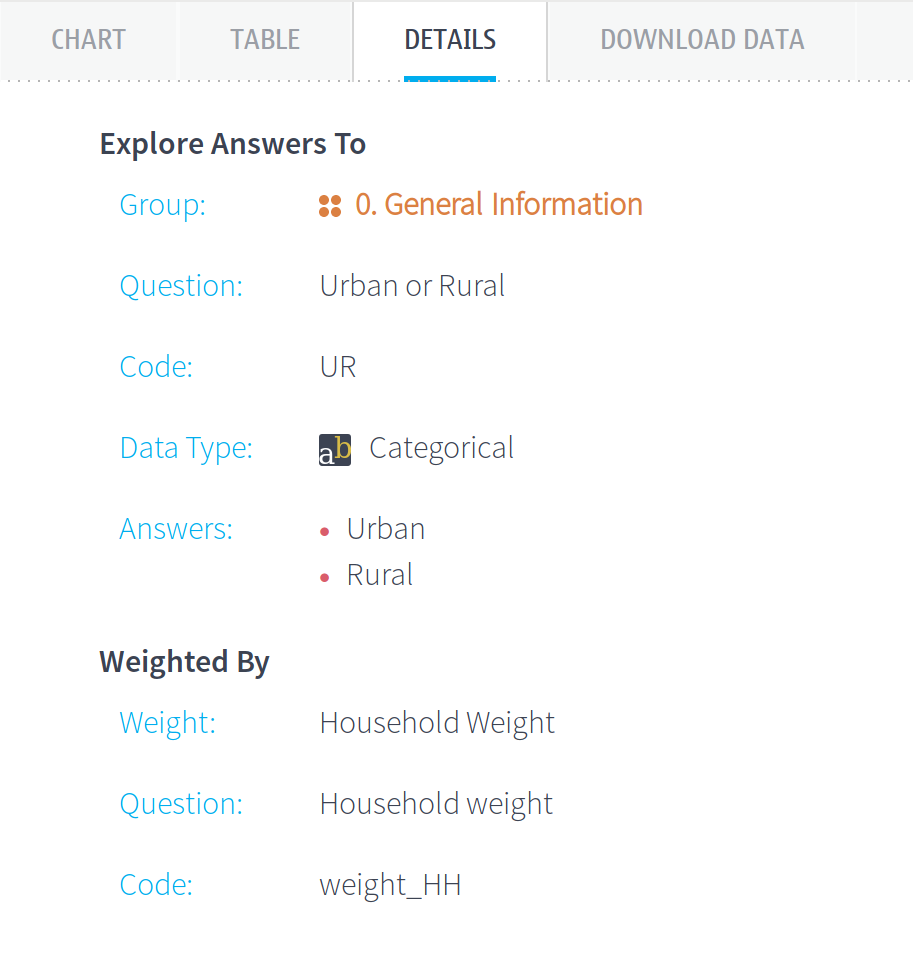 CHART TABLE DETAILS DOWNLOAD DATA
Explore Answers To
Group: 0. General Information
Question: Urban or Rural
Code: UR
Data Type: ab Categorical
Answers: • Urban
• Rural
Weighted By
Weight: Household Weight
Question: Household weight
Code: weight_HH